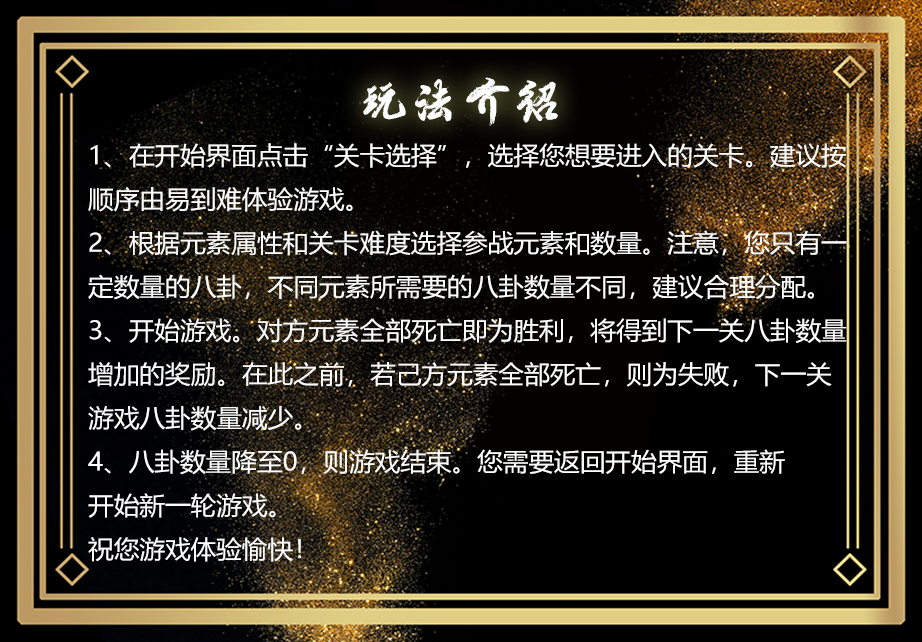 玩法介绍
1、在开始界面点击“关卡选择”，选择您想要进入的关卡。建议按
顺序由易到难体验游戏。
2、根据元素属性和关卡难度选择参战元素和数量。注意，您只有一
定数量的八卦，不同元素所需要的八卦数量不同，建议合理分配。
3、开始游戏。对方元素全部死亡即为胜利，将得到下一关八卦数量
增加的奖励。在此之前，若己方元素全部死亡，则为失败，下一关
游戏八卦数量减少。
4、八卦数量降至0，则游戏结束。您需要返回开始界面，重新
开始新一轮游戏。
祝您游戏体验愉快！